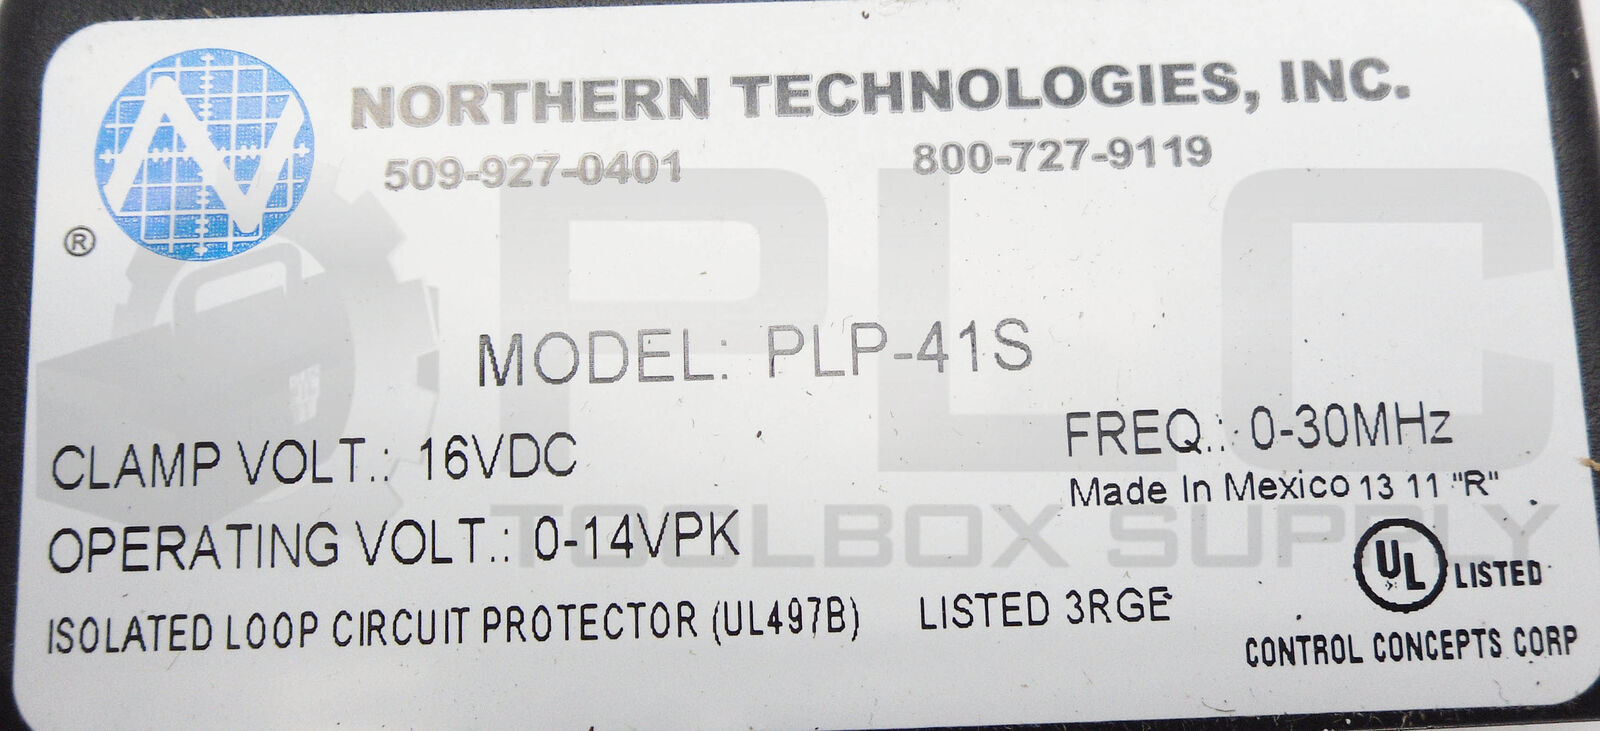 NORTHERN TECHNOLOGIES, INC.
509-927-0401 800-727-9119
®
MODEL: PLP-41S
CLAMP VOLT.: 16VDC
FREQ.: 0-30MHz
Made In Mexico 13 11 "R"
OPERATING VOLT.: 0-14VPK
UL LISTED
ISOLATED LOOP CIRCUIT PROTECTOR (UL497B) LISTED 3RGE
CONTROL CONCEPTS CORP
PLC
TOOLBOX SUPPLY